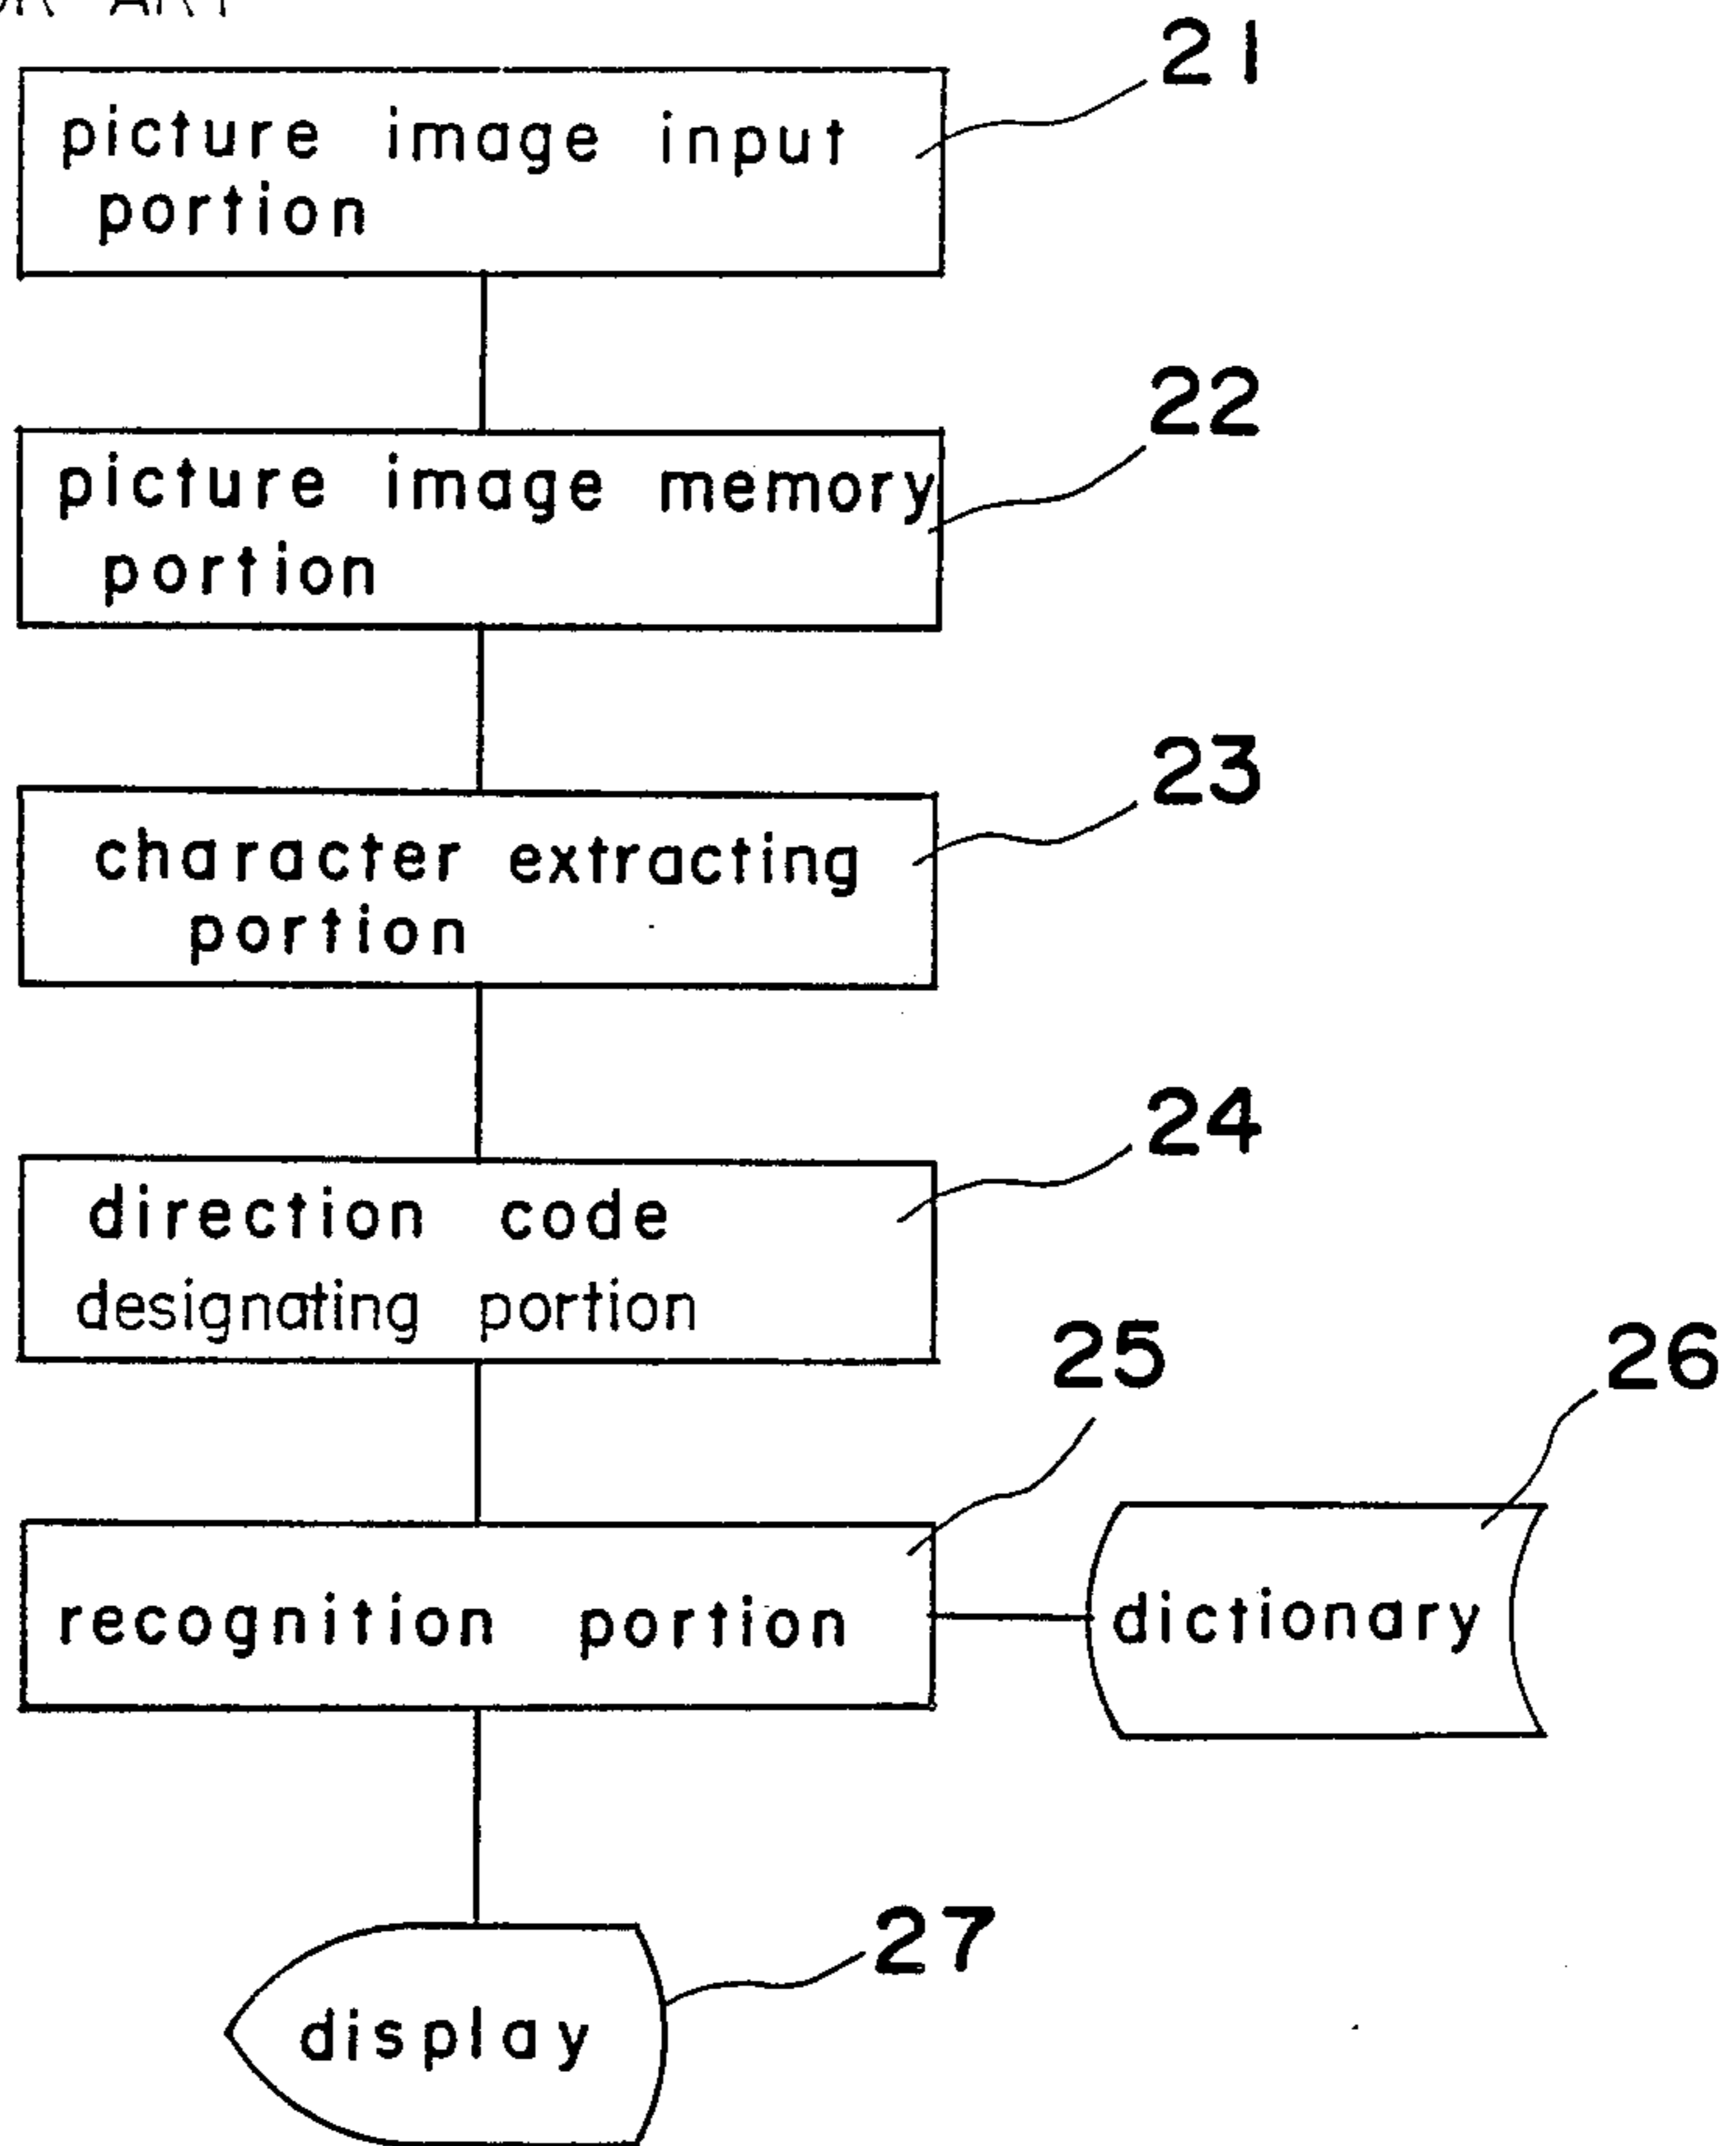 21
picture image input
portion
22
picture image memory
portion
23
character extracting
portion
24
direction code
designating portion
25
26
recognition portion
dictionary
27
display